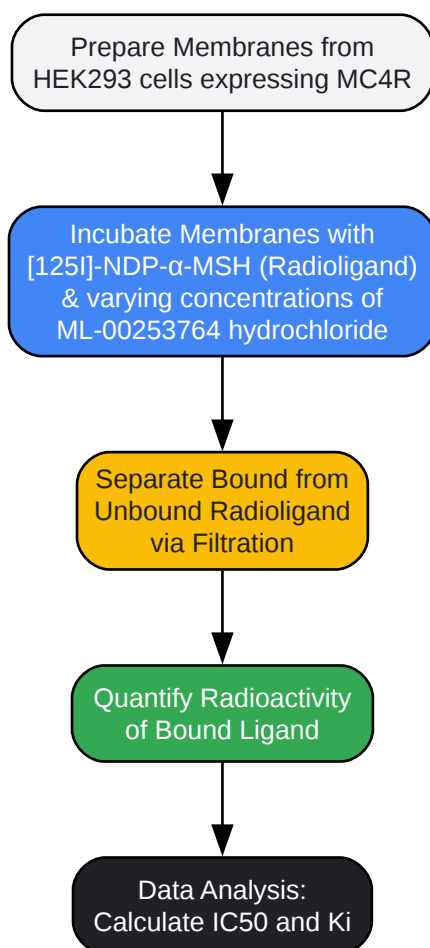 Prepare Membranes from
HEK293 cells expressing MC4R
Incubate Membranes with
[125I]-NDP-α-MSH (Radioligand)
& varying concentrations of
ML-00253764 hydrochloride
Separate Bound from
Unbound Radioligand
via Filtration
Quantify Radioactivity
of Bound Ligand
Data Analysis:
Calculate IC50 and Ki